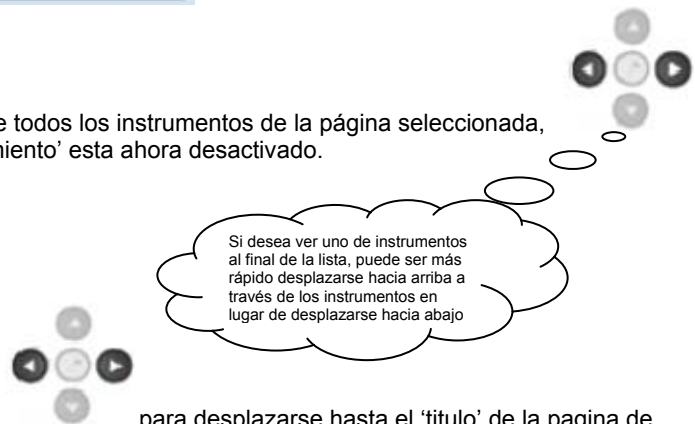 e todos los instrumentos de la página seleccionada,
miento’ esta ahora desactivado.
Si desea ver uno de instrumentos
al final de la lista, puede ser más
rápido desplazarse hacia arriba a
través de los instrumentos en
lugar de desplazarse hacia abajo
para desplazarse hasta el ‘titulo’ de la pagina de